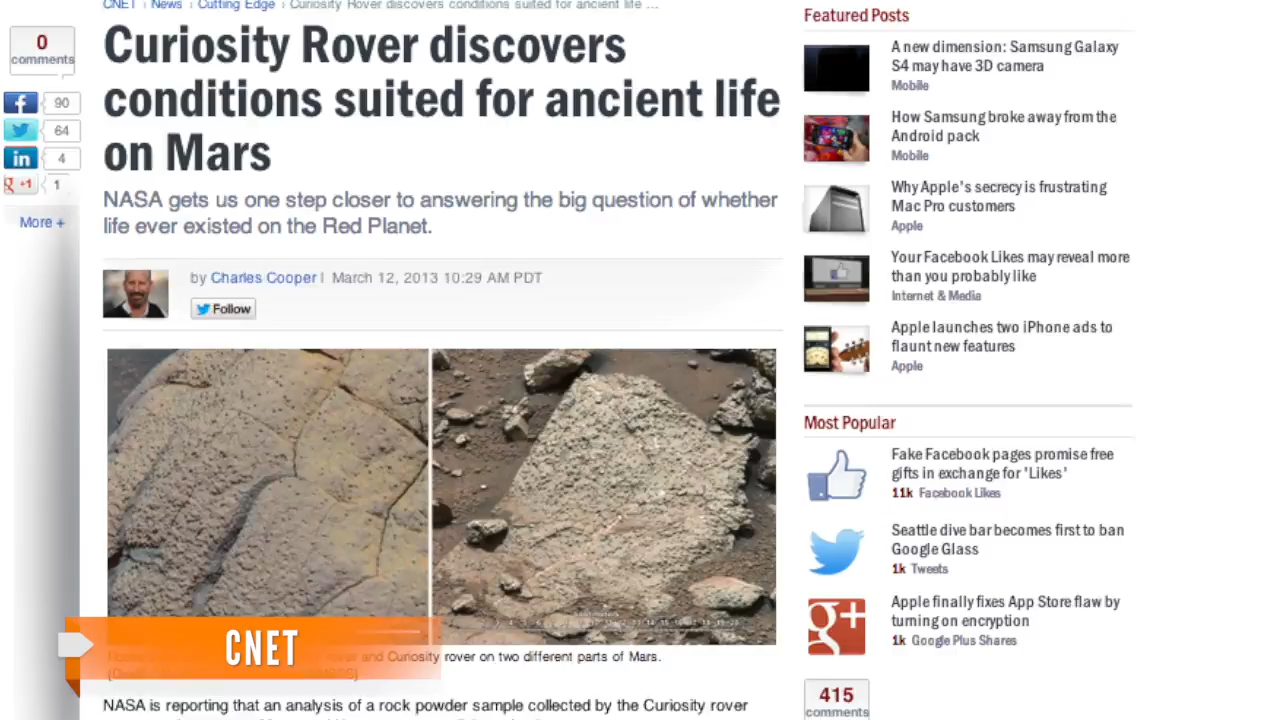 CNET › News › Cutting Edge › Curiosity Rover discovers conditions suited for ancient life ...
0
comments
Curiosity Rover discovers
conditions suited for ancient life
on Mars
90
64
4
+1 1
More +
NASA gets us one step closer to answering the big question of whether
life ever existed on the Red Planet.
by Charles Cooper | March 12, 2013 10:29 AM PDT
Follow
CNET
and Curiosity rover on two different parts of Mars.
NASA is reporting that an analysis of a rock powder sample collected by the Curiosity rover
Featured Posts
A new dimension: Samsung Galaxy
S4 may have 3D camera
Mobile
How Samsung broke away from the
Android pack
Mobile
Why Apple's secrecy is frustrating
Mac Pro customers
Apple
Your Facebook Likes may reveal more
than you probably like
Internet & Media
Apple launches two iPhone ads to
flaunt new features
Apple
Most Popular
Fake Facebook pages promise free
gifts in exchange for 'Likes'
11k Facebook Likes
Seattle dive bar becomes first to ban
Google Glass
1k Tweets
Apple finally fixes App Store flaw by
turning on encryption
1k Google Plus Shares
415
comments